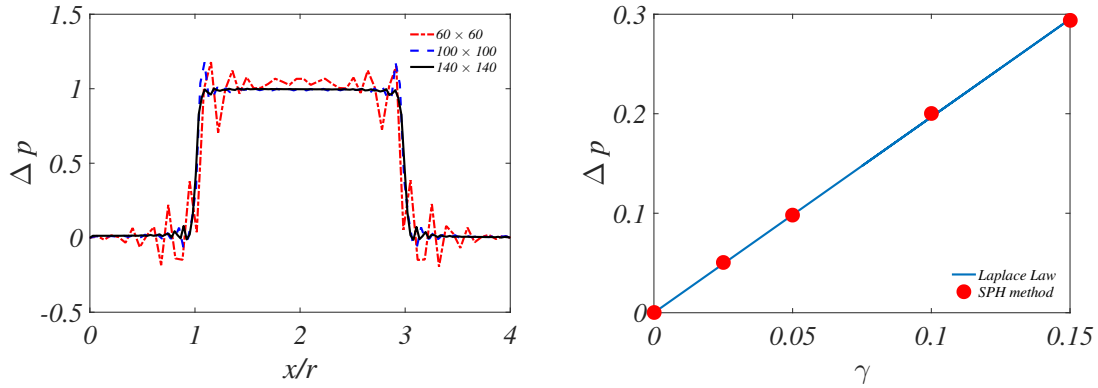 1.5
1
0.5
0
-0.5
Δ p
0 1 2 3 4
x/r
60 × 60
100 × 100
140 × 140
0.3
0.2
0.1
0
Δ p
0 0.05 0.1 0.15
γ
Laplace Law
SPH method